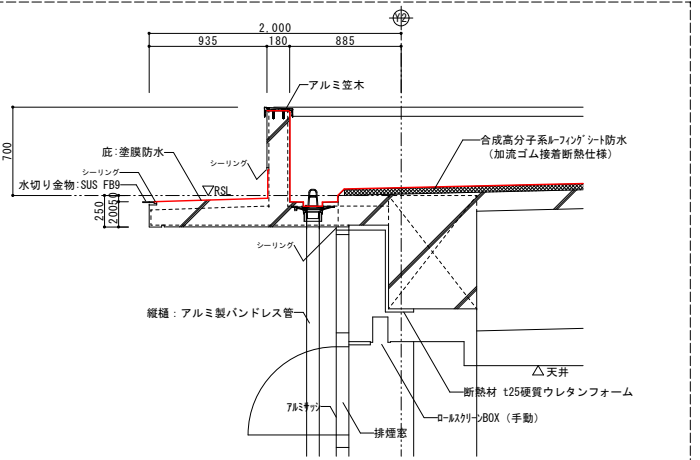 Y2
2,000
935
180
885
アルミ笠木
700
合成高分子系ルーフィングシート防水
(加流ゴム接着断熱仕様)
庇:塗膜防水
シーリング
シーリング
水切り金物:SUS FB9
RSL
250
200
50
シーリング
縦樋：アルミ製バンドレス管
天井
断熱材 t25硬質ウレタンフォーム
アルミサッシ
ロールスクリーンBOX (手動)
排煙窓